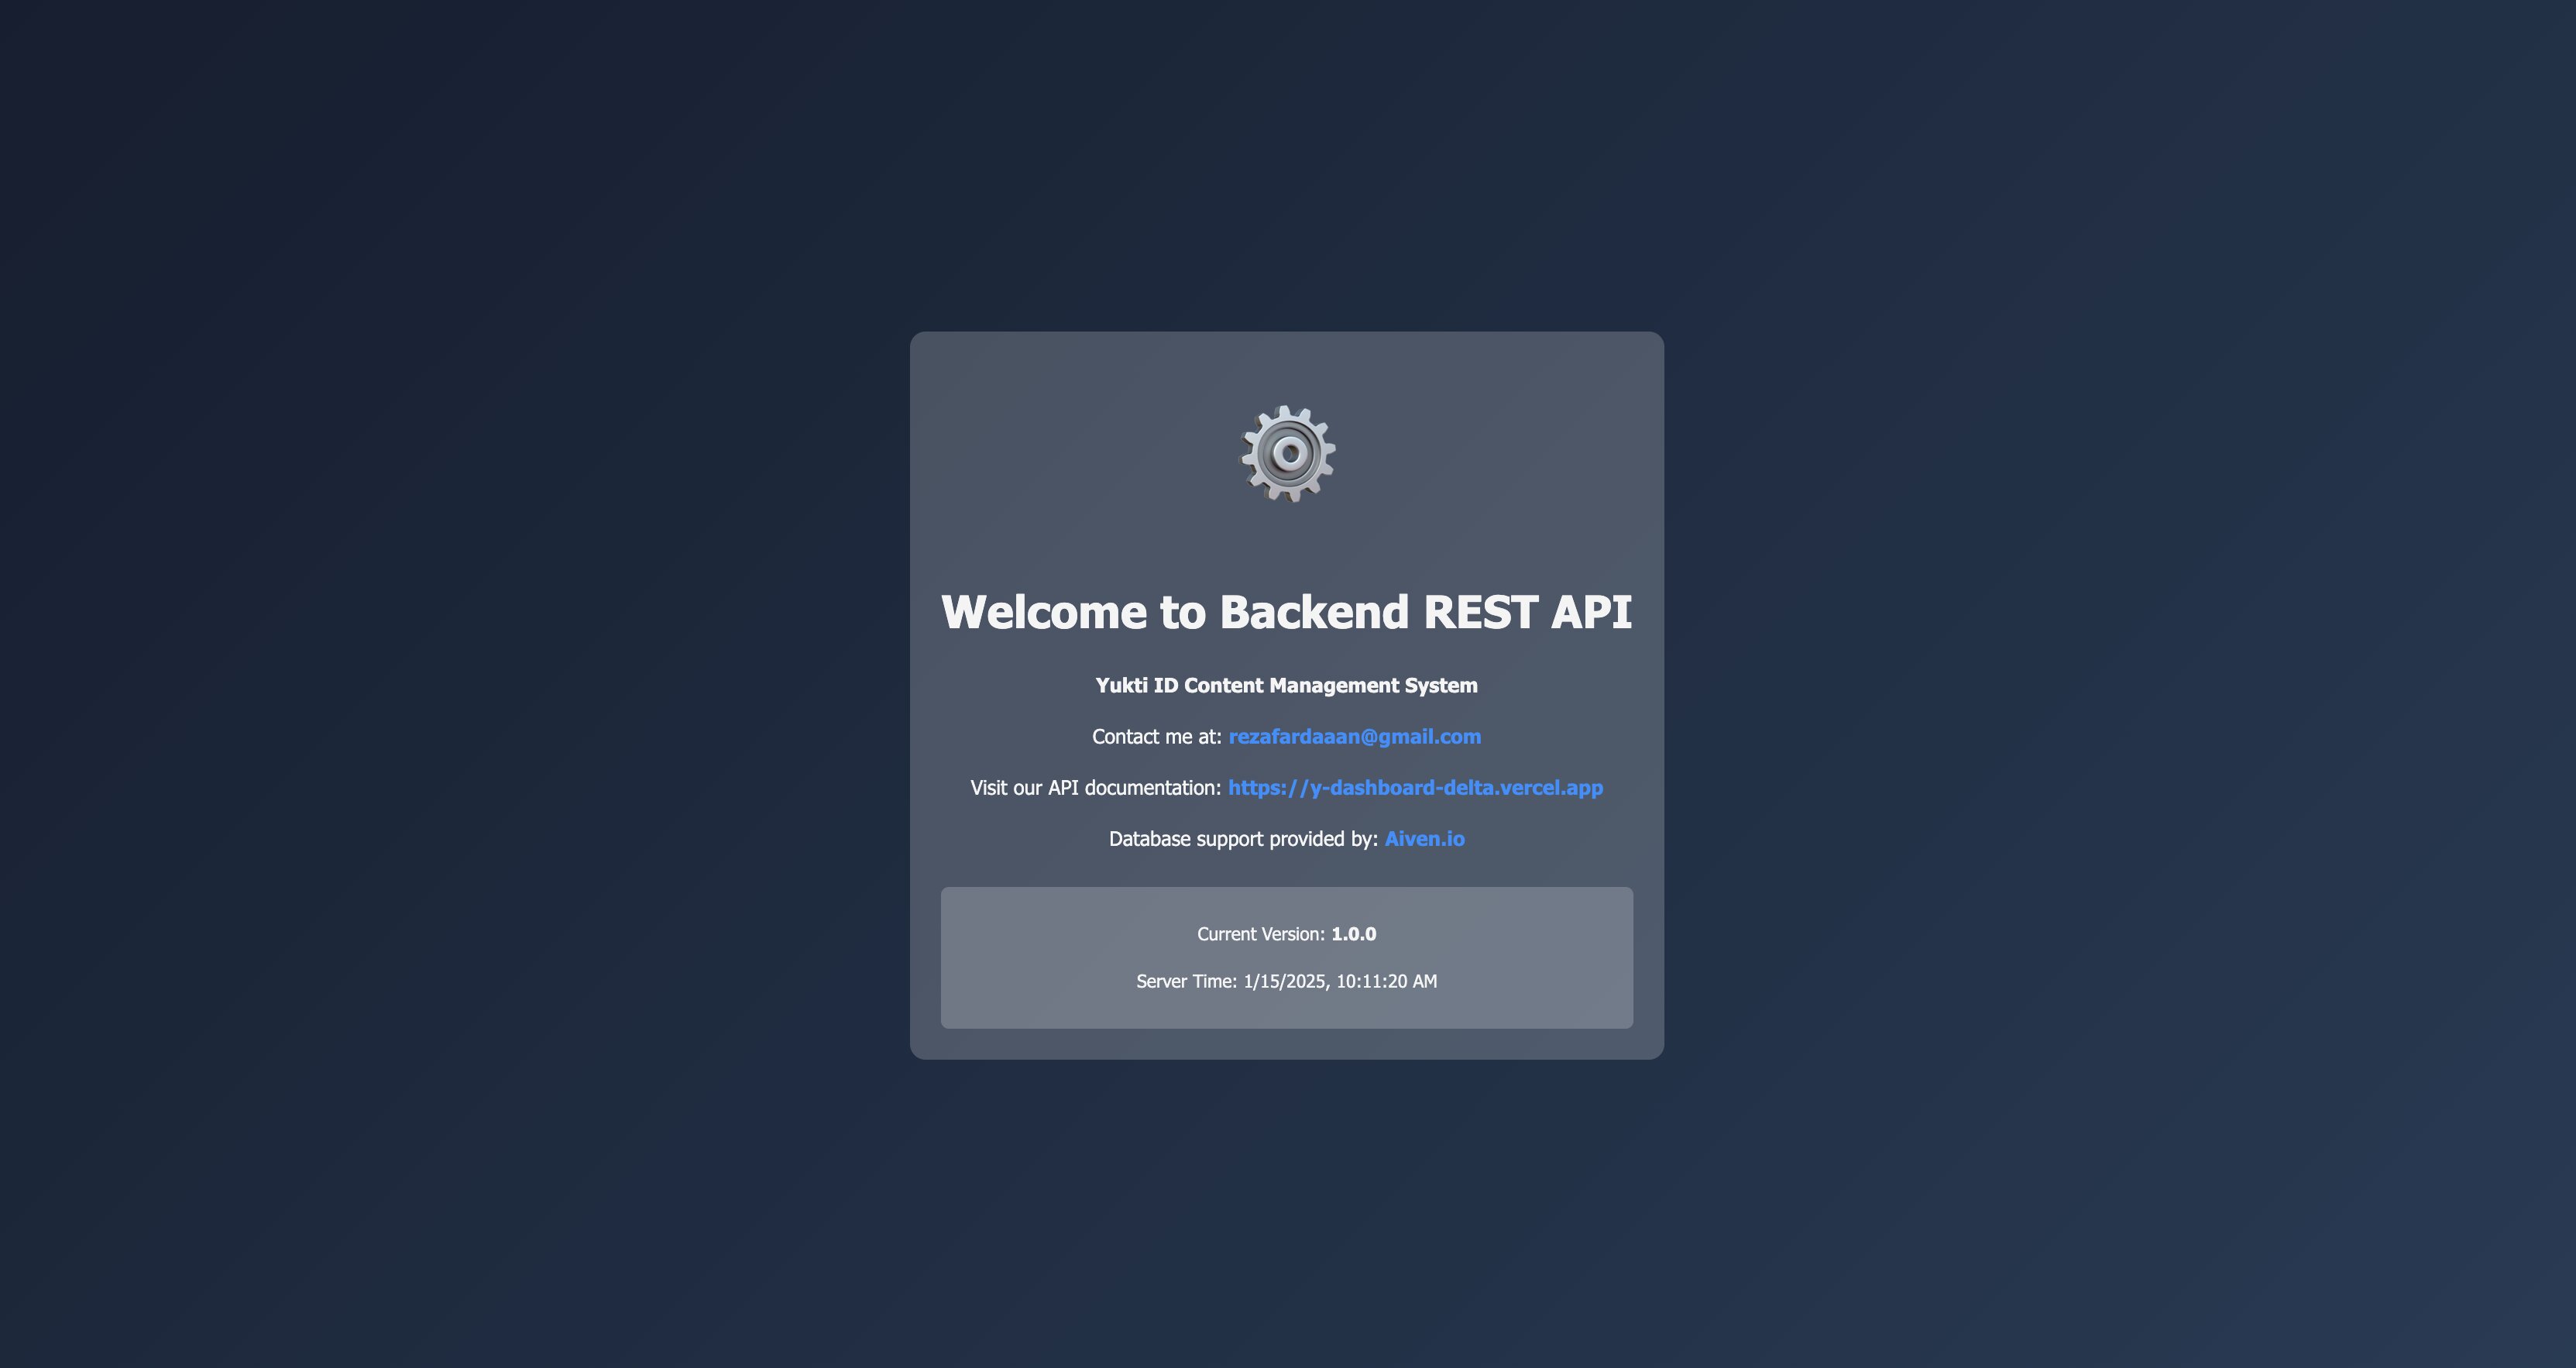 Welcome to Backend REST API
Yukti ID Content Management System
Contact me at: rezafardaaan@gmail.com
Visit our API documentation: https://y-dashboard-delta.vercel.app
Database support provided by: Aiven.io
Current Version: 1.0.0
Server Time: 1/15/2025, 10:11:20 AM